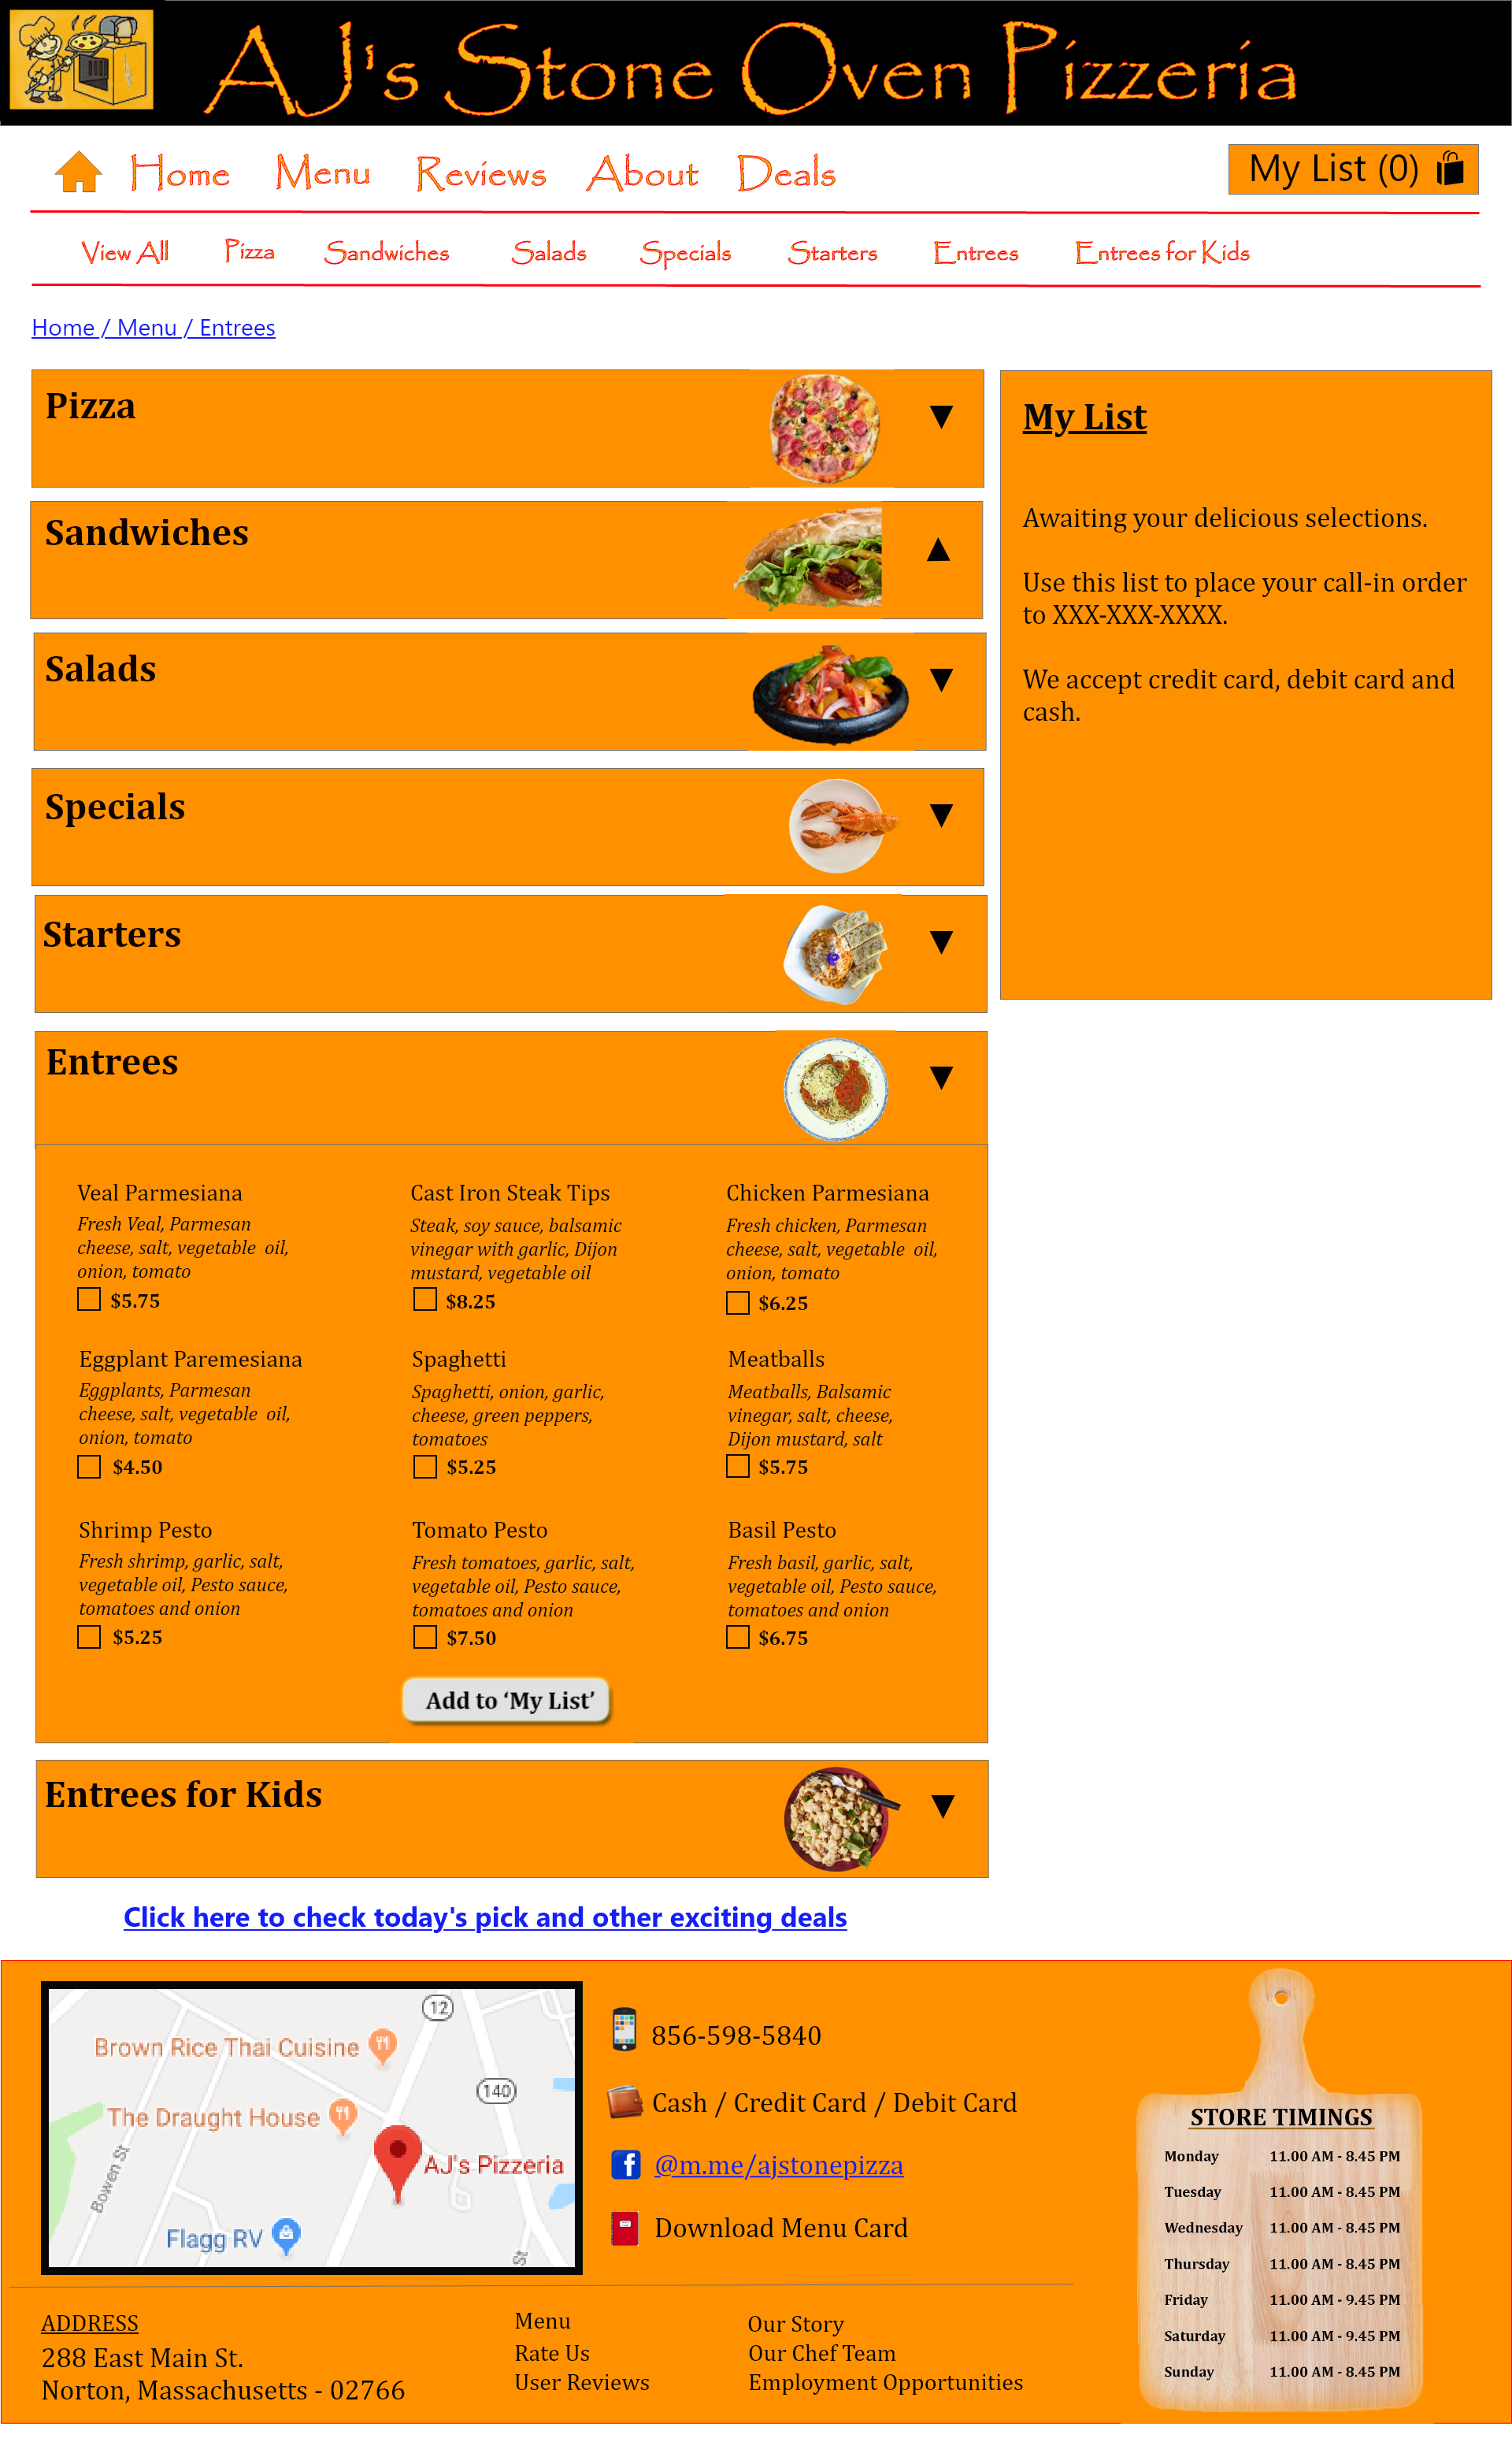 AJ's Stone Oven Pizzeria
Home Menu Reviews About Deals
My List (0)
View All Pizza Sandwiches Salads Specials Starters Entrees Entrees for Kids
Home / Menu / Entrees
Pizza
Sandwiches
Salads
Specials
Starters
Entrees
My List
Awaiting your delicious selections.
Use this list to place your call-in order
to XXX-XXX-XXXX.
We accept credit card, debit card and
cash.
Veal Parmesiana
Fresh Veal, Parmesan
cheese, salt, vegetable oil,
onion, tomato
$5.75
Cast Iron Steak Tips
Steak, soy sauce, balsamic
vinegar with garlic, Dijon
mustard, vegetable oil
$8.25
Chicken Parmesiana
Fresh chicken, Parmesan
cheese, salt, vegetable oil,
onion, tomato
$6.25
Eggplant Paremesiana
Eggplants, Parmesan
cheese, salt, vegetable oil,
onion, tomato
$4.50
Spaghetti
Spaghetti, onion, garlic,
cheese, green peppers,
tomatoes
$5.25
Meatballs
Meatballs, Balsamic
vinegar, salt, cheese,
Dijon mustard, salt
$5.75
Shrimp Pesto
Fresh shrimp, garlic, salt,
vegetable oil, Pesto sauce,
tomatoes and onion
$5.25
Tomato Pesto
Fresh tomatoes, garlic, salt,
vegetable oil, Pesto sauce,
tomatoes and onion
$7.50
Basil Pesto
Fresh basil, garlic, salt,
vegetable oil, Pesto sauce,
tomatoes and onion
$6.75
Add to ‘My List’
Entrees for Kids
Click here to check today's pick and other exciting deals
12
Brown Rice Thai Cuisine
140
The Draught House
AJ's Pizzeria
Bowen St
Flagg RV
St
856-598-5840
Cash / Credit Card / Debit Card
@m.me/ajstonepizza
Download Menu Card
STORE TIMINGS
Monday 11.00 AM - 8.45 PM
Tuesday 11.00 AM - 8.45 PM
Wednesday 11.00 AM - 8.45 PM
Thursday 11.00 AM - 8.45 PM
Friday 11.00 AM - 9.45 PM
Saturday 11.00 AM - 9.45 PM
Sunday 11.00 AM - 8.45 PM
ADDRESS
288 East Main St.
Norton, Massachusetts - 02766
Menu
Rate Us
User Reviews
Our Story
Our Chef Team
Employment Opportunities